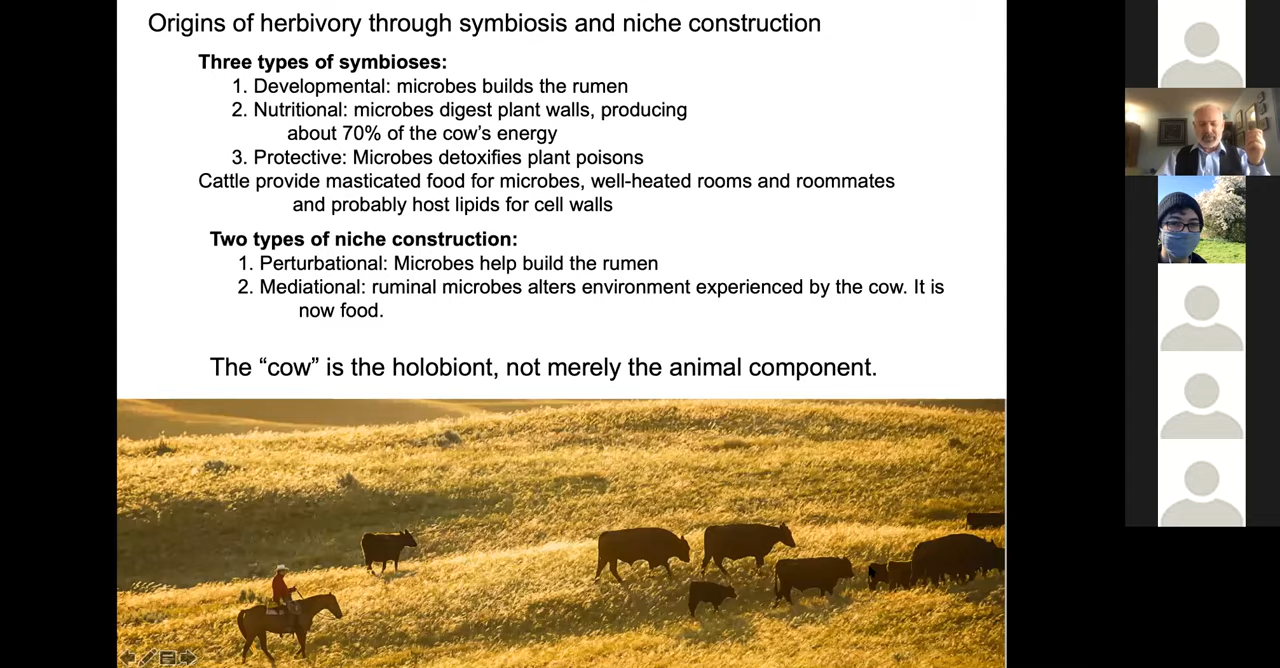 Origins of herbivory through symbiosis and niche construction
Three types of symbioses:
1. Developmental: microbes builds the rumen
2. Nutritional: microbes digest plant walls, producing
about 70% of the cow's energy
3. Protective: Microbes detoxifies plant poisons
Cattle provide masticated food for microbes, well-heated rooms and roommates
and probably host lipids for cell walls
Two types of niche construction:
1. Perturbational: Microbes help build the rumen
2. Mediational: ruminal microbes alters environment experienced by the cow. It is
now food.
The “cow” is the holobiont, not merely the animal component.